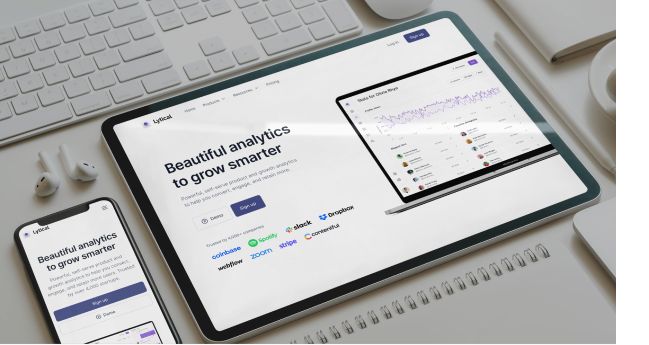 Lytical
Home Products Resources Pricing
Log in
Sign up
Beautiful analytics
to grow smarter
Powerful, self-serve product and growth analytics
to help you convert, engage, and retain more.
Demo
Sign up
Trusted by 4,000+ companies
coinbase Spotify slack Dropbox
webflow zoom stripe contentful
Lytical
Beautiful analytics
to grow smarter
Powerful, self-serve product and
growth analytics to help you convert,
engage, and retain more users. Trusted
by over 4,000 startups.
Sign up
Demo